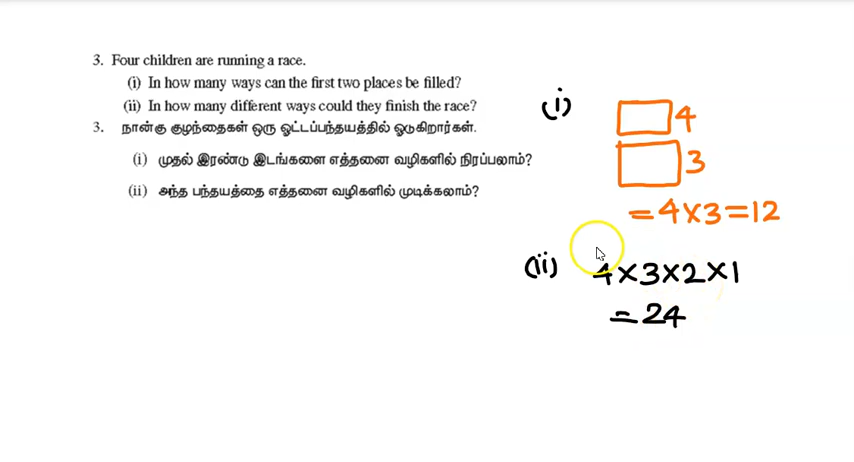 3. Four children are running a race.
(i) In how many ways can the first two places be filled?
(ii) In how many different ways could they finish the race?
3. நான்கு குழந்தைகள் ஒரு ஓட்டப்பந்தயத்தில் ஓடுகிறார்கள்.
(i) முதல் இரண்டு இடங்களை எத்தனை வழிகளில் நிரப்பலாம்?
(ii) அந்த பந்தயத்தை எத்தனை வழிகளில் முடிக்கலாம்?
(i)
4
3
= 4 × 3 = 12
(ii) 4 × 3 × 2 × 1
= 24